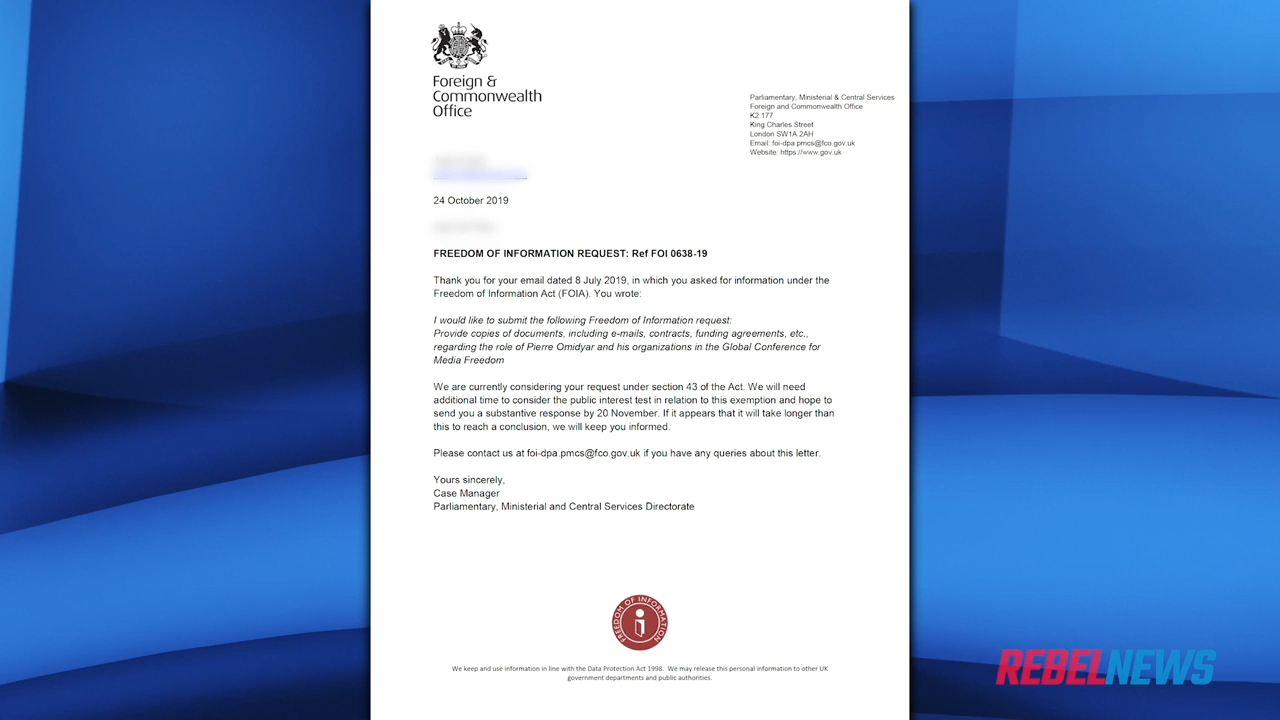 Foreign &
Commonwealth
Office
Parliamentary, Ministerial & Central Services
Foreign and Commonwealth Office
K2.177
King Charles Street
London SW1A 2AH
Email: foi-dpa.pmcs@fco.gov.uk
Website: https://www.gov.uk
24 October 2019
FREEDOM OF INFORMATION REQUEST: Ref FOI 0638-19
Thank you for your email dated 8 July 2019, in which you asked for information under the
Freedom of Information Act (FOIA). You wrote:
I would like to submit the following Freedom of Information request:
Provide copies of documents, including e-mails, contracts, funding agreements, etc.,
regarding the role of Pierre Omidyar and his organizations in the Global Conference for
Media Freedom
We are currently considering your request under section 43 of the Act. We will need
additional time to consider the public interest test in relation to this exemption and hope to
send you a substantive response by 20 November. If it appears that it will take longer than
this to reach a conclusion, we will keep you informed.
Please contact us at foi-dpa.pmcs@fco.gov.uk if you have any queries about this letter.
Yours sincerely,
Case Manager
Parliamentary, Ministerial and Central Services Directorate
FREEDOM OF INFORMATION
i
We keep and use information in line with the Data Protection Act 1998. We may release this personal information to other UK
government departments and public authorities.
REBELNEWS